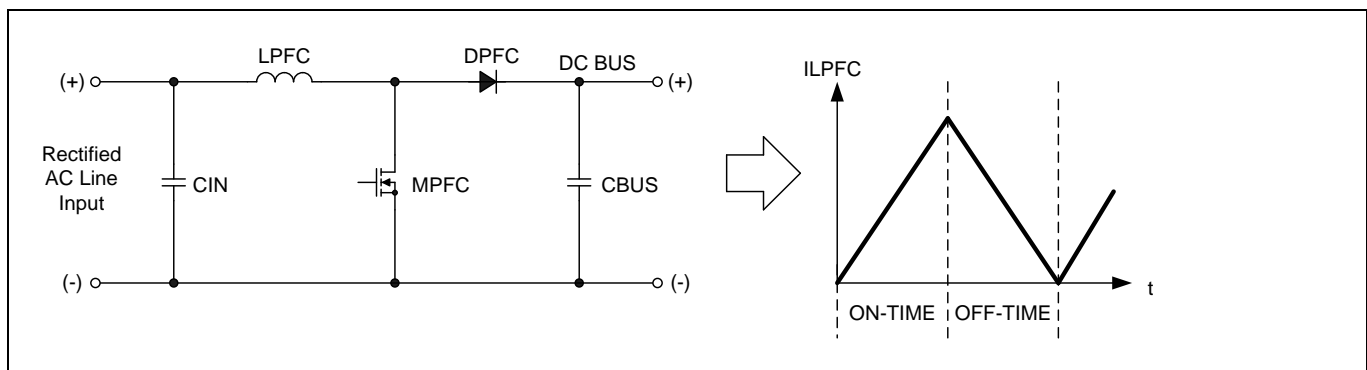 LPFC
DPFC
DC BUS
(+)
(+)
Rectified
AC Line
Input
CIN
MPFC
CBUS
(-)
(-)
ILPFC
t
ON-TIME
OFF-TIME